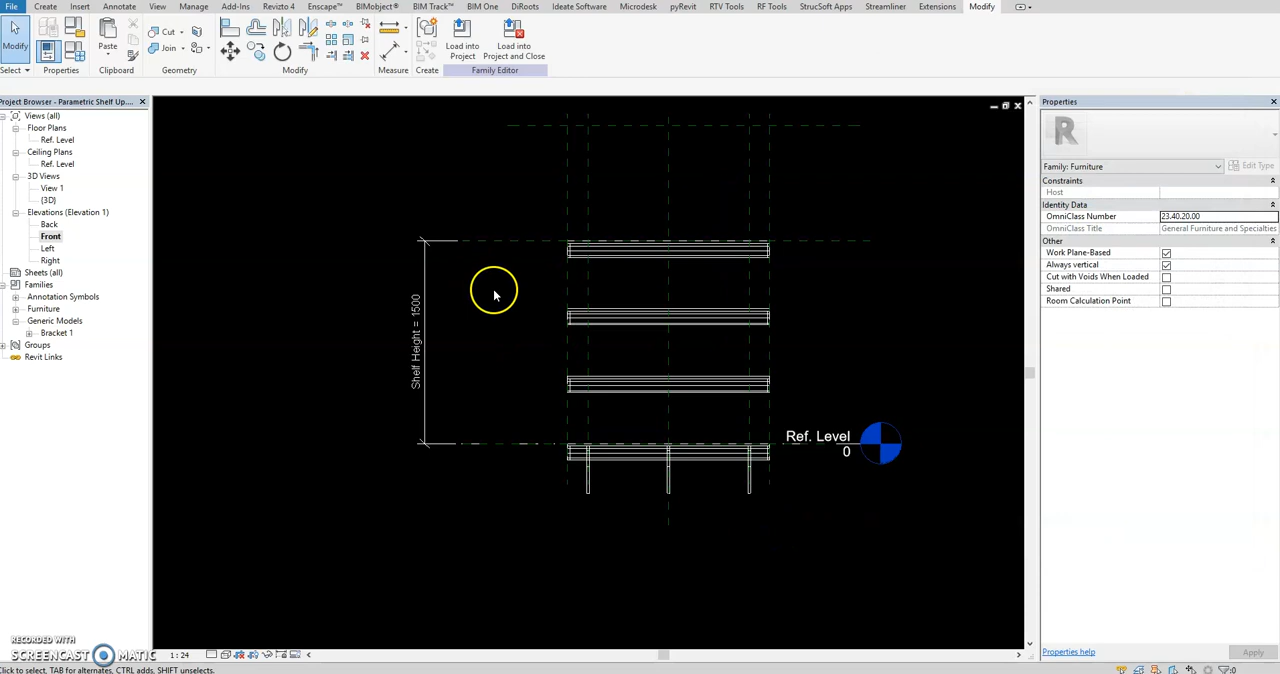 File Create Insert Annotate View Manage Add-Ins Revizto 4 Enscape™ BIMobject® BIM Track™ BIM One DiRoots Ideate Software Microdesk pyRevit RTV Tools RF Tools StrucSoft Apps Streamliner Extensions Modify
Modify Paste Cut Join Load into Project Load into Project and Close
Select Properties Clipboard Geometry Modify Measure Create Family Editor
Project Browser - Parametric Shelf Up....
Views (all)
Floor Plans
Ref. Level
Ceiling Plans
Ref. Level
3D Views
View 1
{3D}
Elevations (Elevation 1)
Back
Front
Left
Right
Sheets (all)
Families
Annotation Symbols
Furniture
Generic Models
Bracket 1
Groups
Revit Links
Shelf Height = 1500
Ref. Level
0
Properties
R
Family: Furniture
Edit Type
Constraints
Host
Identity Data
OmniClass Number 23.40.20.00
OmniClass Title General Furniture and Specialties
Other
Work Plane-Based
Always vertical
Cut with Voids When Loaded
Shared
Room Calculation Point
Properties help
Apply
RECORDED WITH
SCREENCAST MATIC
1 : 24
Click to select, TAB for alternates, CTRL adds, SHIFT unselects.
:0